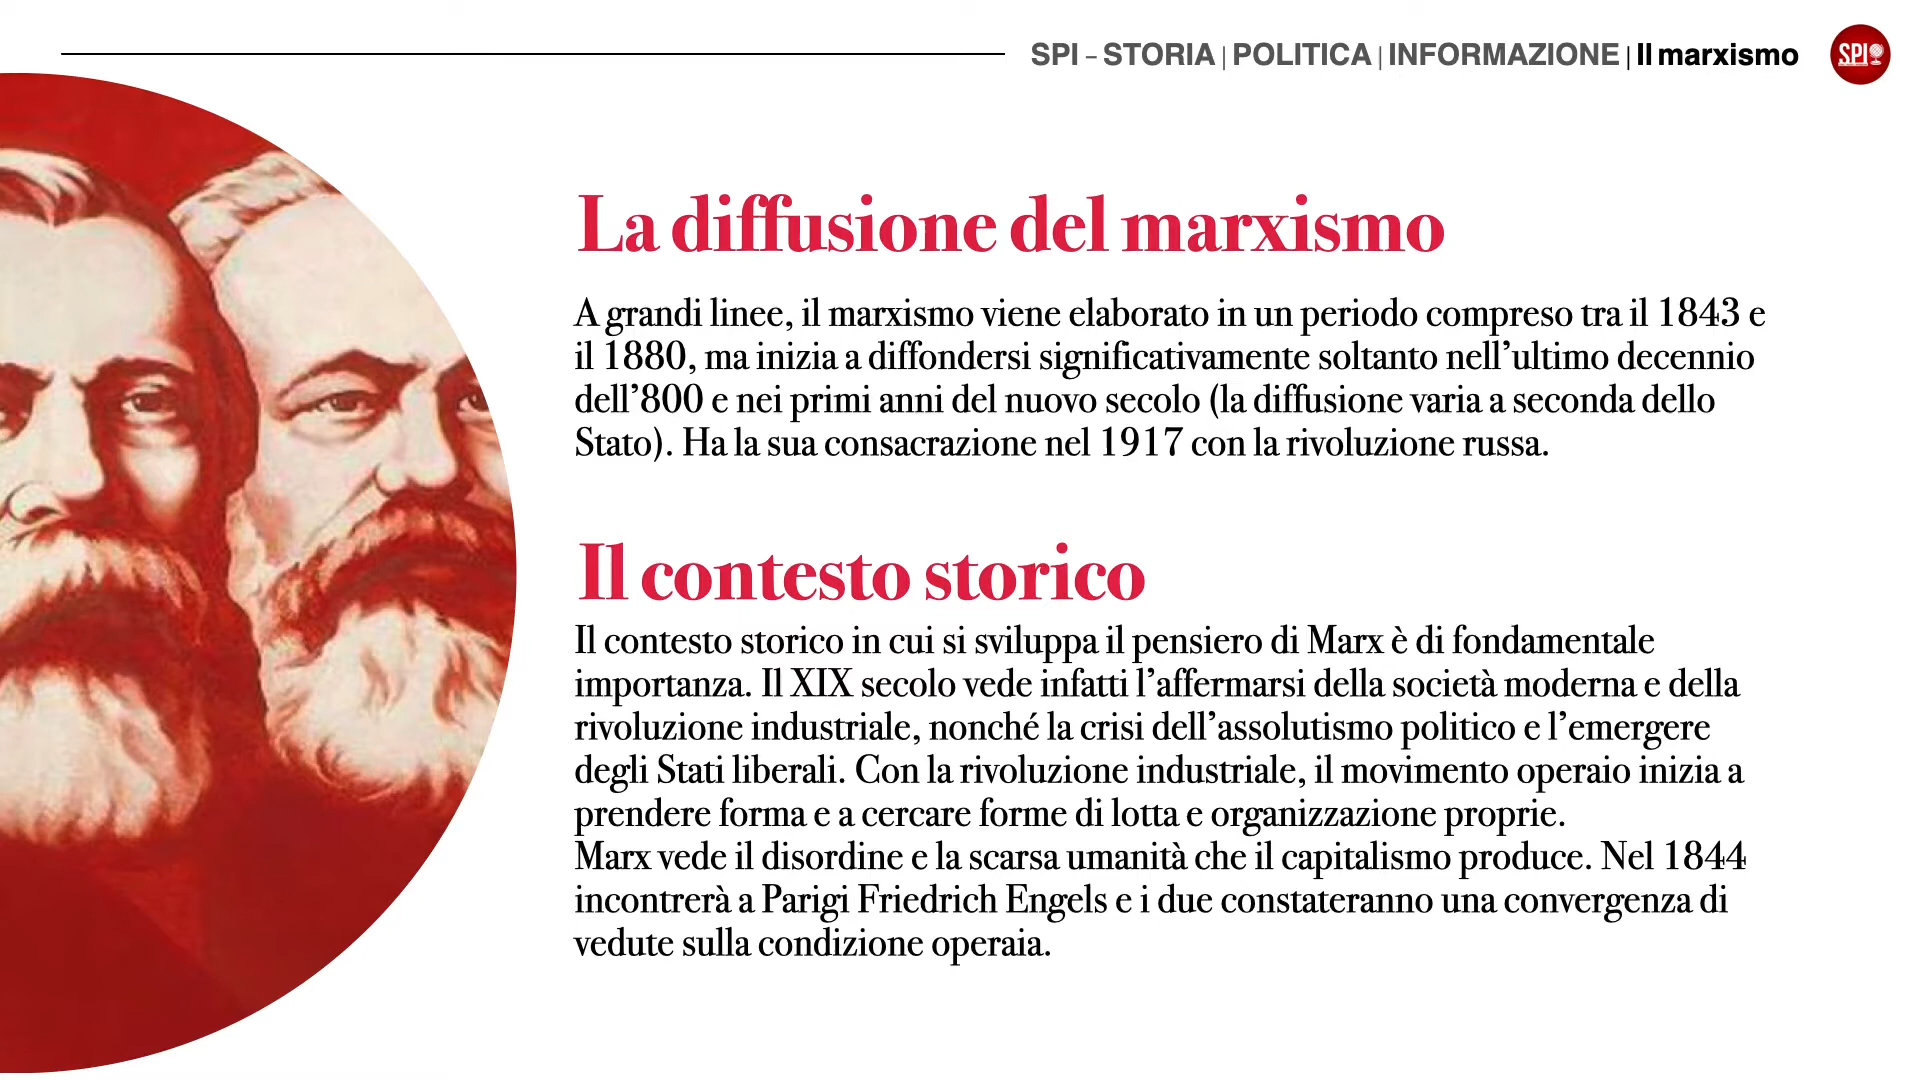 SPI – STORIA | POLITICA | INFORMAZIONE | Il marxismo
SPI
La diffusione del marxismo
A grandi linee, il marxismo viene elaborato in un periodo compreso tra il 1843 e
il 1880, ma inizia a diffondersi significativamente soltanto nell’ultimo decennio
dell’800 e nei primi anni del nuovo secolo (la diffusione varia a seconda dello
Stato). Ha la sua consacrazione nel 1917 con la rivoluzione russa.
Il contesto storico
Il contesto storico in cui si sviluppa il pensiero di Marx è di fondamentale
importanza. Il XIX secolo vede infatti l’affermarsi della società moderna e della
rivoluzione industriale, nonché la crisi dell’assolutismo politico e l’emergere
degli Stati liberali. Con la rivoluzione industriale, il movimento operaio inizia a
prendere forma e a cercare forme di lotta e organizzazione proprie.
Marx vede il disordine e la scarsa umanità che il capitalismo produce. Nel 1844
incontrerà a Parigi Friedrich Engels e i due constateranno una convergenza di
vedute sulla condizione operaia.